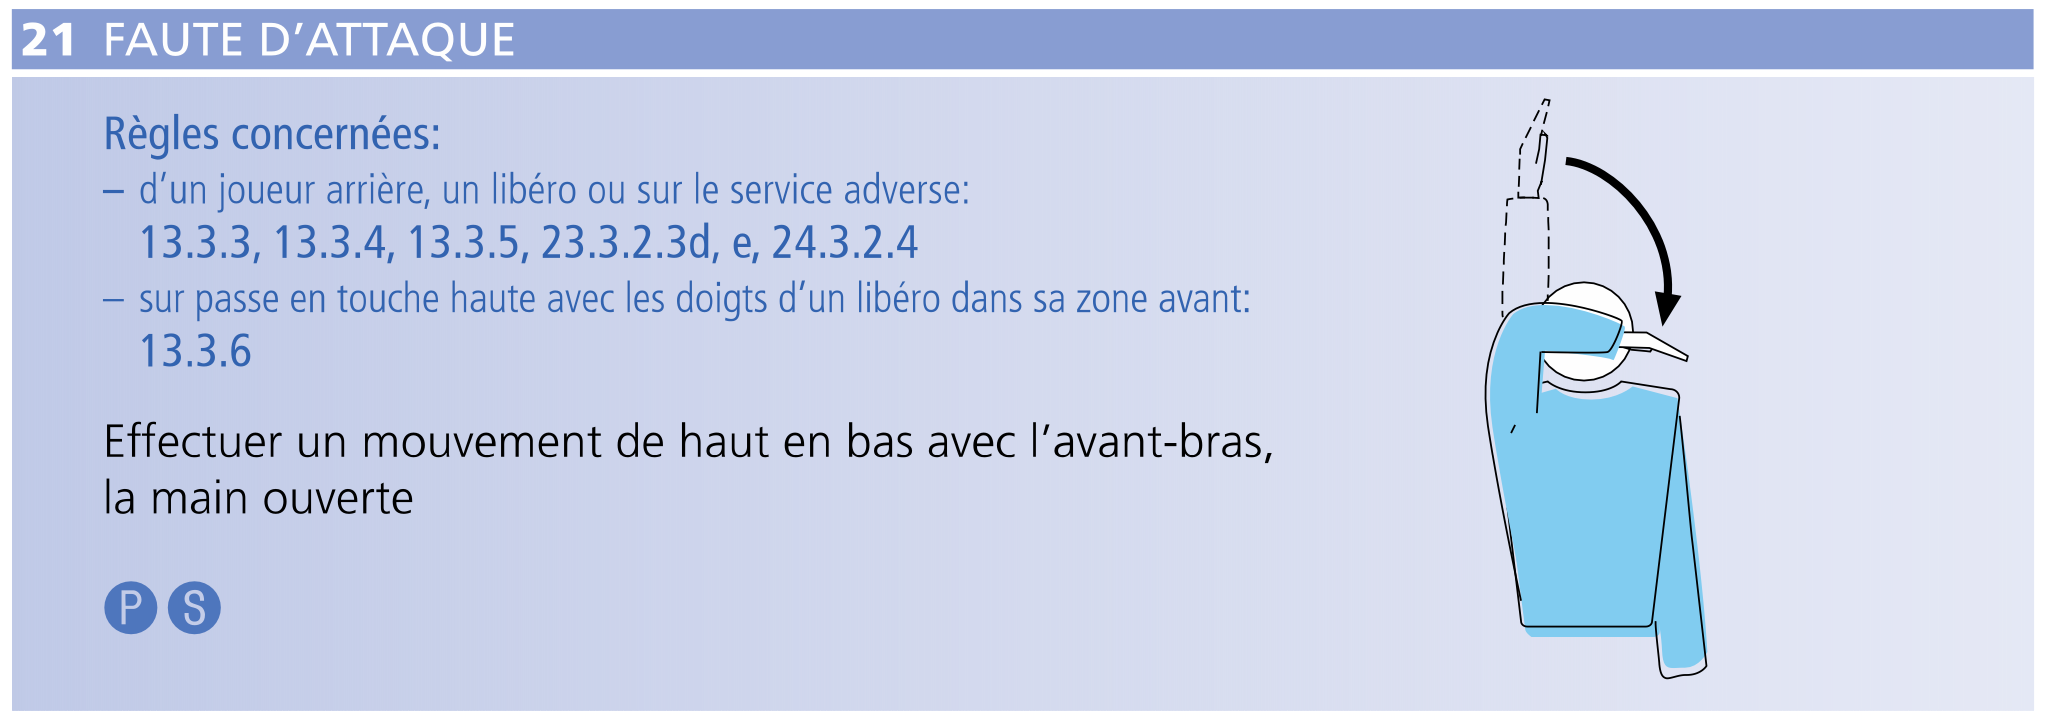 21 FAUTE D’ATTAQUE
Règles concernées:
– d’un joueur arrière, un libéro ou sur le service adverse:
13.3.3, 13.3.4, 13.3.5, 23.3.2.3d, e, 24.3.2.4
– sur passe en touche haute avec les doigts d’un libéro dans sa zone avant:
13.3.6
Effectuer un mouvement de haut en bas avec l’avant-bras,
la main ouverte
P S